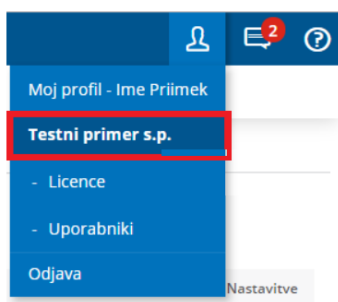 2
?
Moj profil - Ime Priimek
Testni primer s.p.
- Licence
- Uporabniki
Odjava
Nastavitve